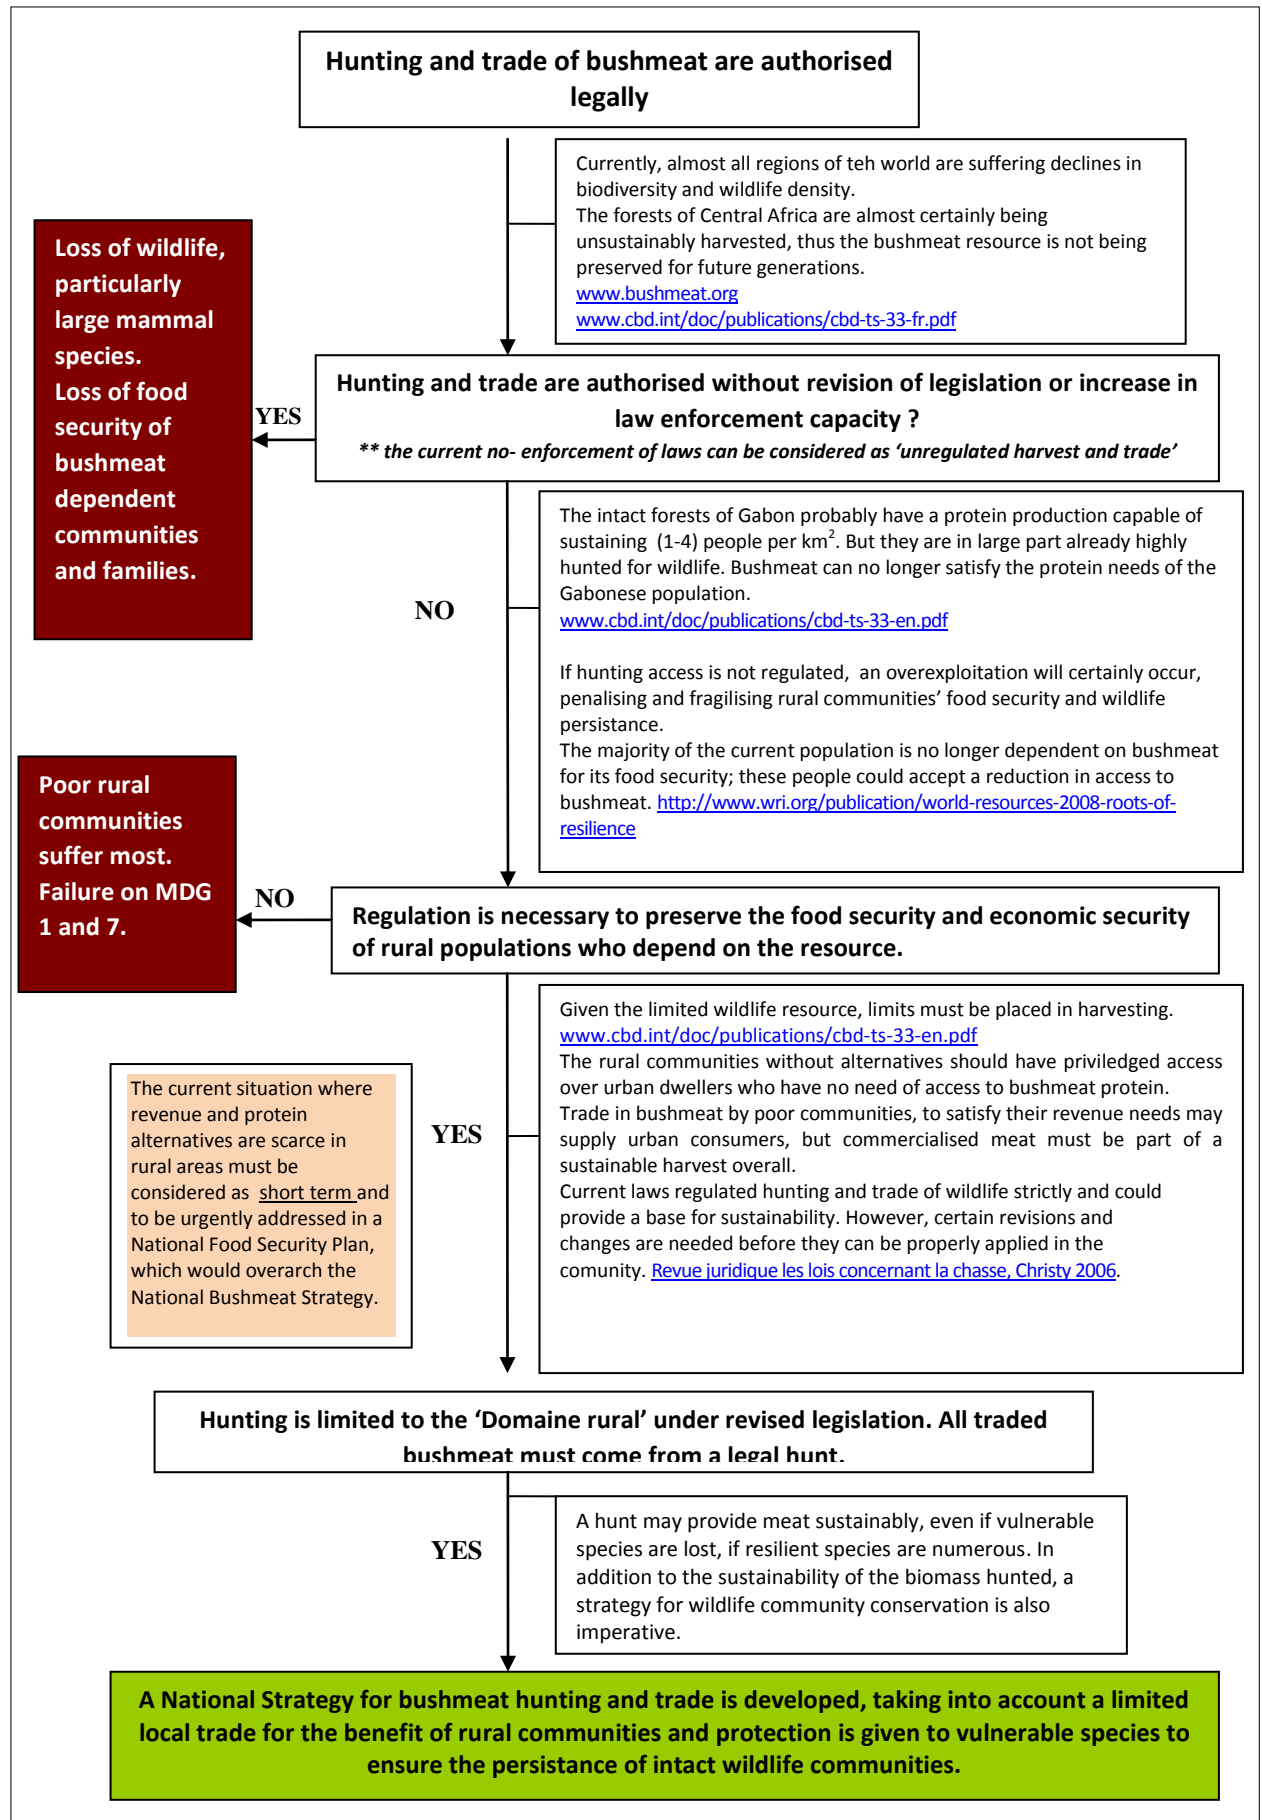 Hunting and trade of bushmeat are authorised
legally
Currently, almost all regions of teh world are suffering declines in
biodiversity and wildlife density.
The forests of Central Africa are almost certainly being
unsustainably harvested, thus the bushmeat resource is not being
preserved for future generations.
www.bushmeat.org
www.cbd.int/doc/publications/cbd-ts-33-fr.pdf
Loss of wildlife,
particularly
large mammal
species.
Loss of food
security of
bushmeat
dependent
communities
and families.
YES
Hunting and trade are authorised without revision of legislation or increase in
law enforcement capacity ?
** the current no- enforcement of laws can be considered as ‘unregulated harvest and trade’
NO
The intact forests of Gabon probably have a protein production capable of
sustaining (1-4) people per km2. But they are in large part already highly
hunted for wildlife. Bushmeat can no longer satisfy the protein needs of the
Gabonese population.
www.cbd.int/doc/publications/cbd-ts-33-en.pdf
If hunting access is not regulated, an overexploitation will certainly occur,
penalising and fragilising rural communities’ food security and wildlife
persistance.
The majority of the current population is no longer dependent on bushmeat
for its food security; these people could accept a reduction in access to
bushmeat. http://www.wri.org/publication/world-resources-2008-roots-of-
resilience
Poor rural
communities
suffer most.
Failure on MDG
1 and 7.
NO
Regulation is necessary to preserve the food security and economic security
of rural populations who depend on the resource.
Given the limited wildlife resource, limits must be placed in harvesting.
www.cbd.int/doc/publications/cbd-ts-33-en.pdf
The rural communities without alternatives should have priviledged access
over urban dwellers who have no need of access to bushmeat protein.
Trade in bushmeat by poor communities, to satisfy their revenue needs may
supply urban consumers, but commercialised meat must be part of a
sustainable harvest overall.
Current laws regulated hunting and trade of wildlife strictly and could
provide a base for sustainability. However, certain revisions and
changes are needed before they can be properly applied in the
comunity. Revue juridique les lois concernant la chasse, Christy 2006.
The current situation where
revenue and protein
alternatives are scarce in
rural areas must be
considered as short term and
to be urgently addressed in a
National Food Security Plan,
which would overarch the
National Bushmeat Strategy.
YES
Hunting is limited to the ‘Domaine rural’ under revised legislation. All traded
bushmeat must come from a legal hunt.
YES
A hunt may provide meat sustainably, even if vulnerable
species are lost, if resilient species are numerous. In
addition to the sustainability of the biomass hunted, a
strategy for wildlife community conservation is also
imperative.
A National Strategy for bushmeat hunting and trade is developed, taking into account a limited
local trade for the benefit of rural communities and protection is given to vulnerable species to
ensure the persistance of intact wildlife communities.